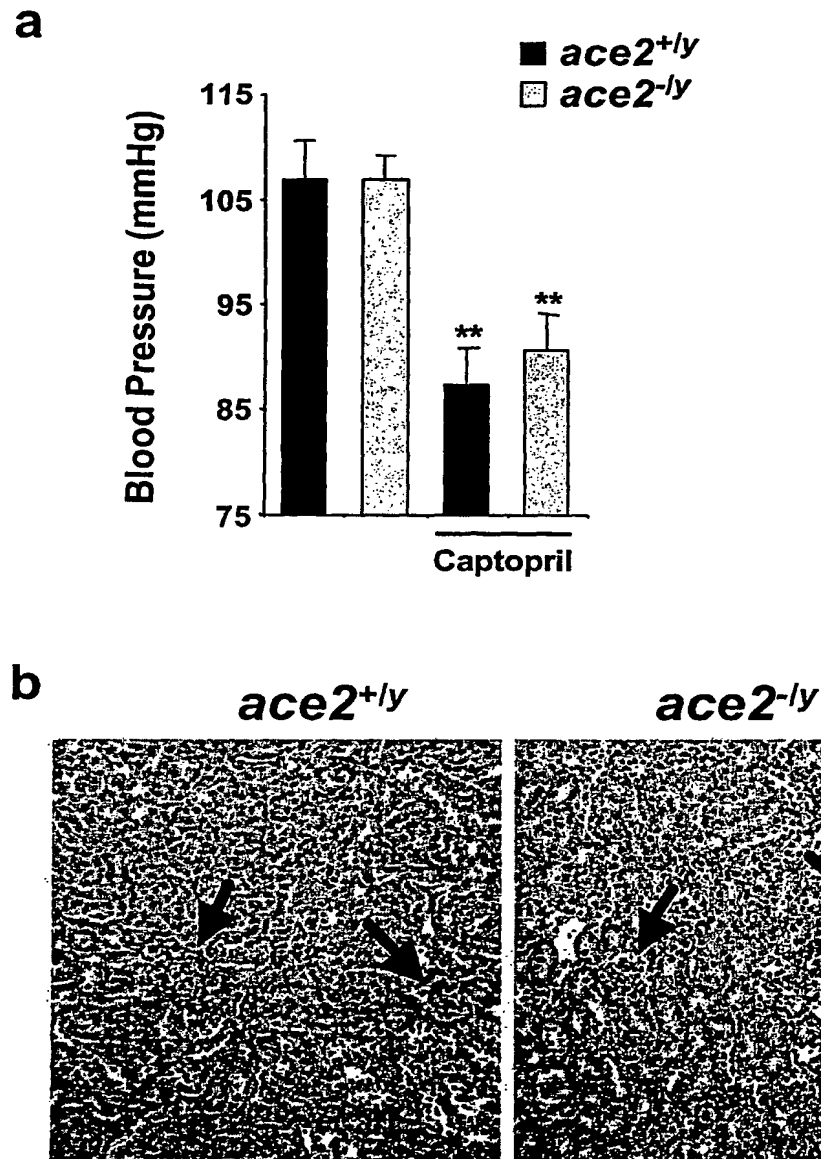 a
ace2+/y
ace2-/y
Blood Pressure (mmHg)
115
105
95
85
75
**
**
Captopril
b
ace2+/y
ace2-/y